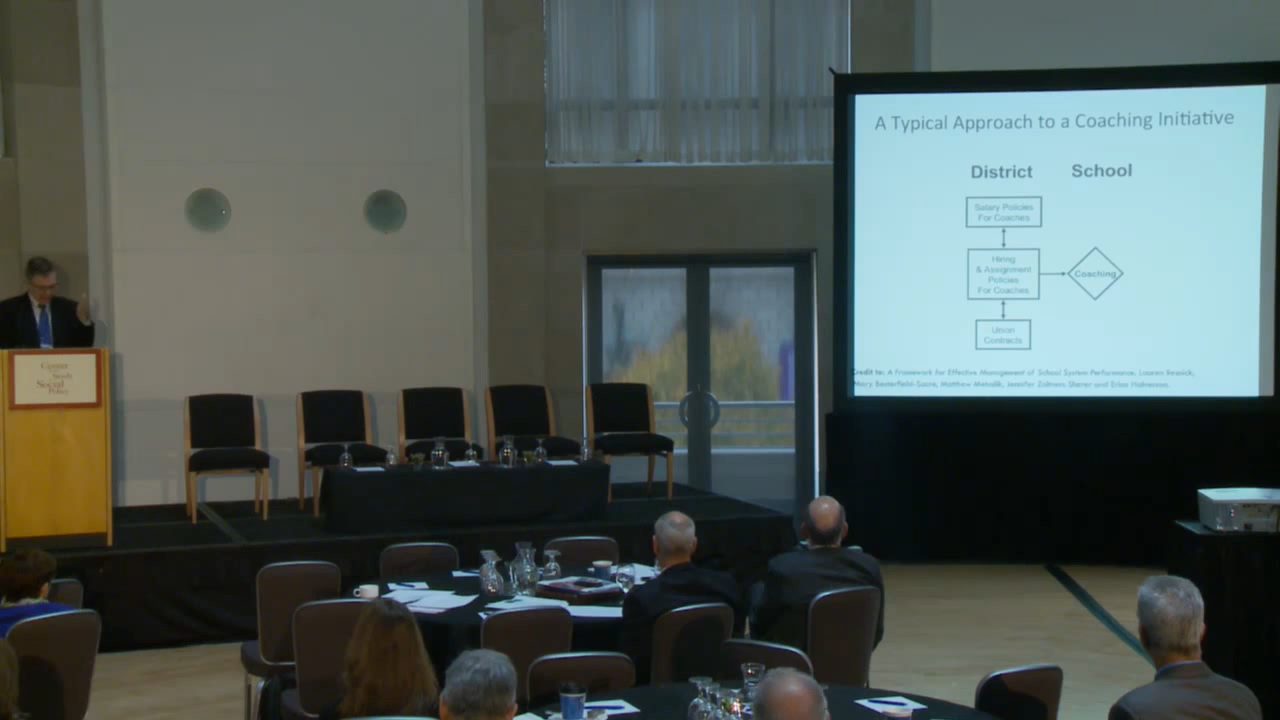 A Typical Approach to a Coaching Initiative
District School
Salary Policies
For Coaches
Hiring
& Assignment
Policies
For Coaches
Coaching
Union
Contracts
Credit to: A Framework for Effective Management of School System Performance. Lauren Resnick,
Mary Besterfield-Sacre, Matthew Mehalik, Jennifer Zoltners Sherer and Erica Halverson.
Center
Study
Social
Policy